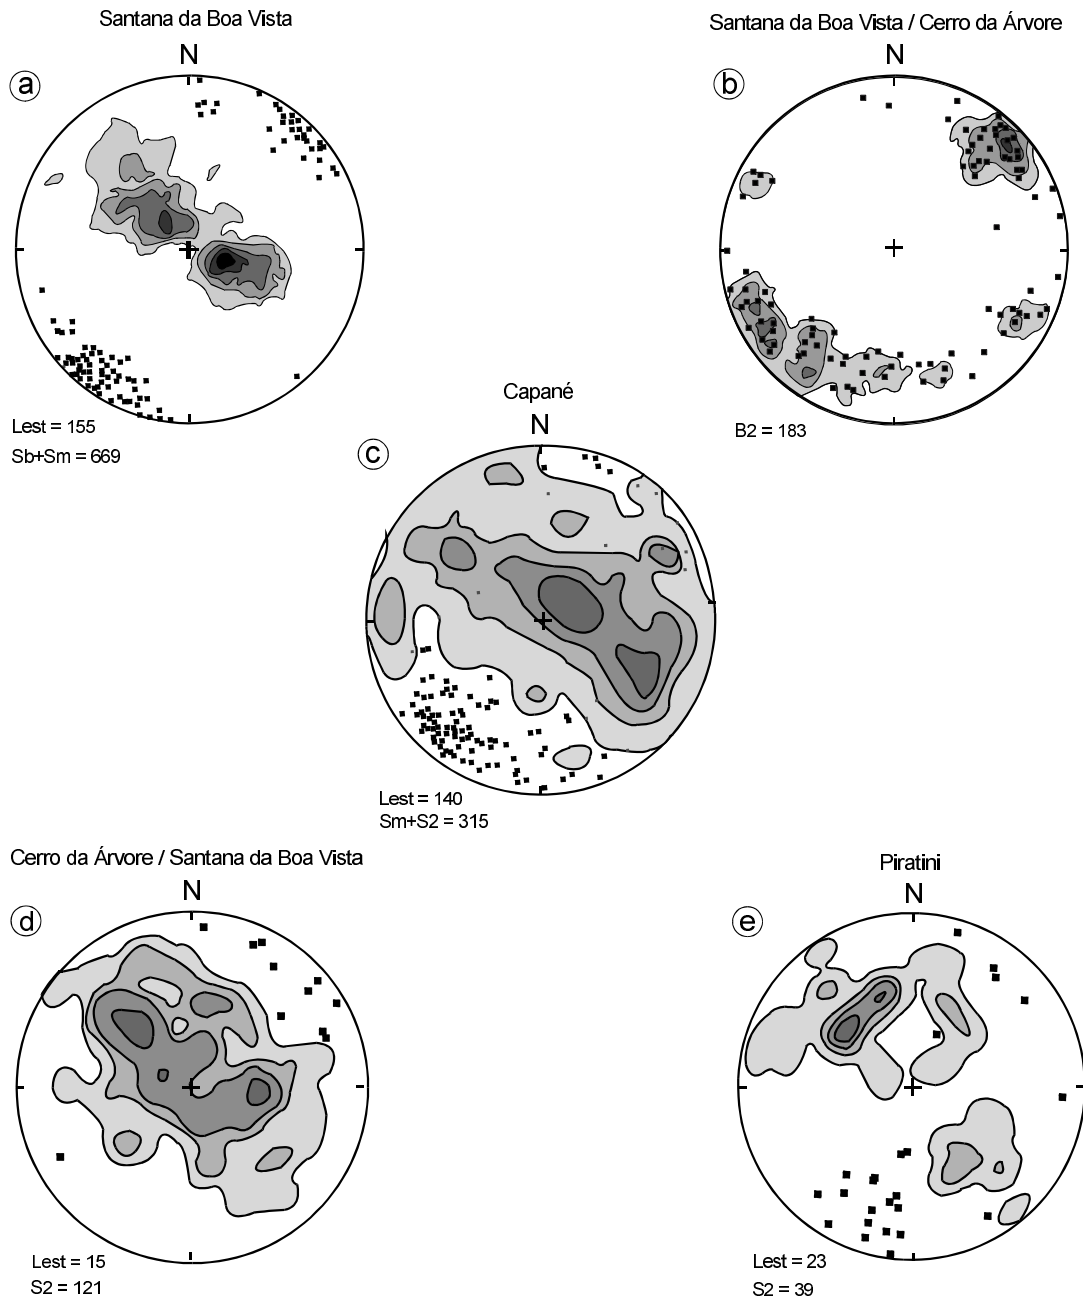 Santana da Boa Vista
N
a
Lest = 155
Sb+Sm = 669
Santana da Boa Vista / Cerro da Árvore
N
b
B2 = 183
Capané
N
c
Lest = 140
Sm+S2 = 315
Cerro da Árvore / Santana da Boa Vista
N
d
Lest = 15
S2 = 121
Piratini
N
e
Lest = 23
S2 = 39